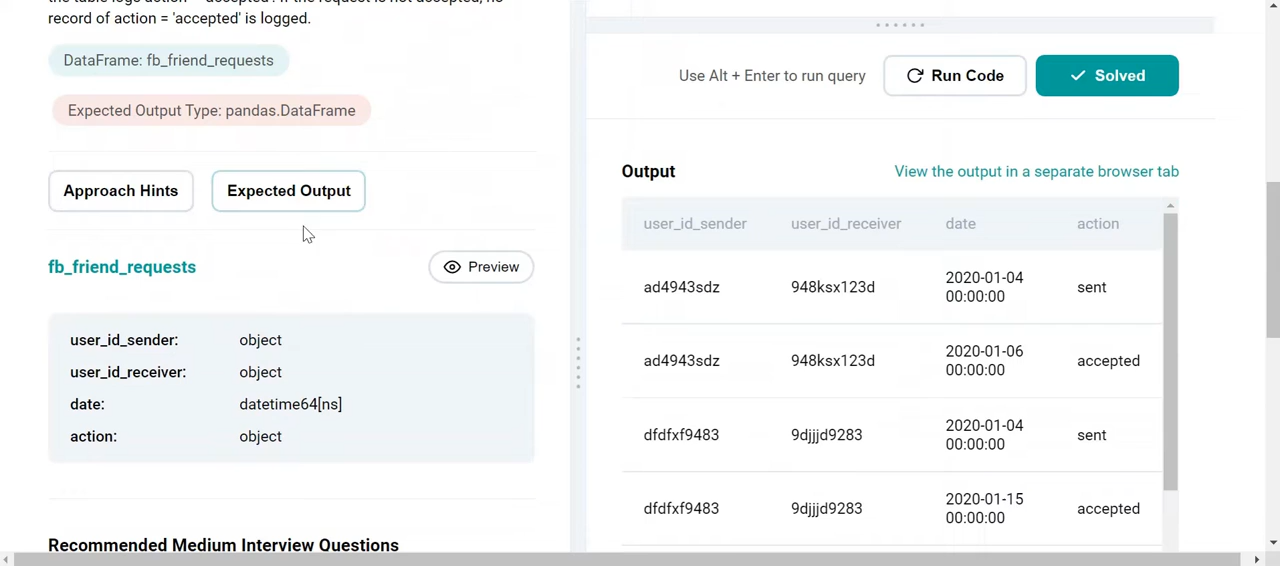 the table logs action = 'accepted'. If the request is not accepted, no
record of action = 'accepted' is logged.
DataFrame: fb_friend_requests
Expected Output Type: pandas.DataFrame
Approach Hints
Expected Output
fb_friend_requests
Preview
user_id_sender: object
user_id_receiver: object
date: datetime64[ns]
action: object
Recommended Medium Interview Questions
Use Alt + Enter to run query
Run Code
Solved
Output
View the output in a separate browser tab
user_id_sender user_id_receiver date action
ad4943sdz 948ksx123d 2020-01-04 00:00:00 sent
ad4943sdz 948ksx123d 2020-01-06 00:00:00 accepted
dfdfxf9483 9djjjd9283 2020-01-04 00:00:00 sent
dfdfxf9483 9djjjd9283 2020-01-15 00:00:00 accepted